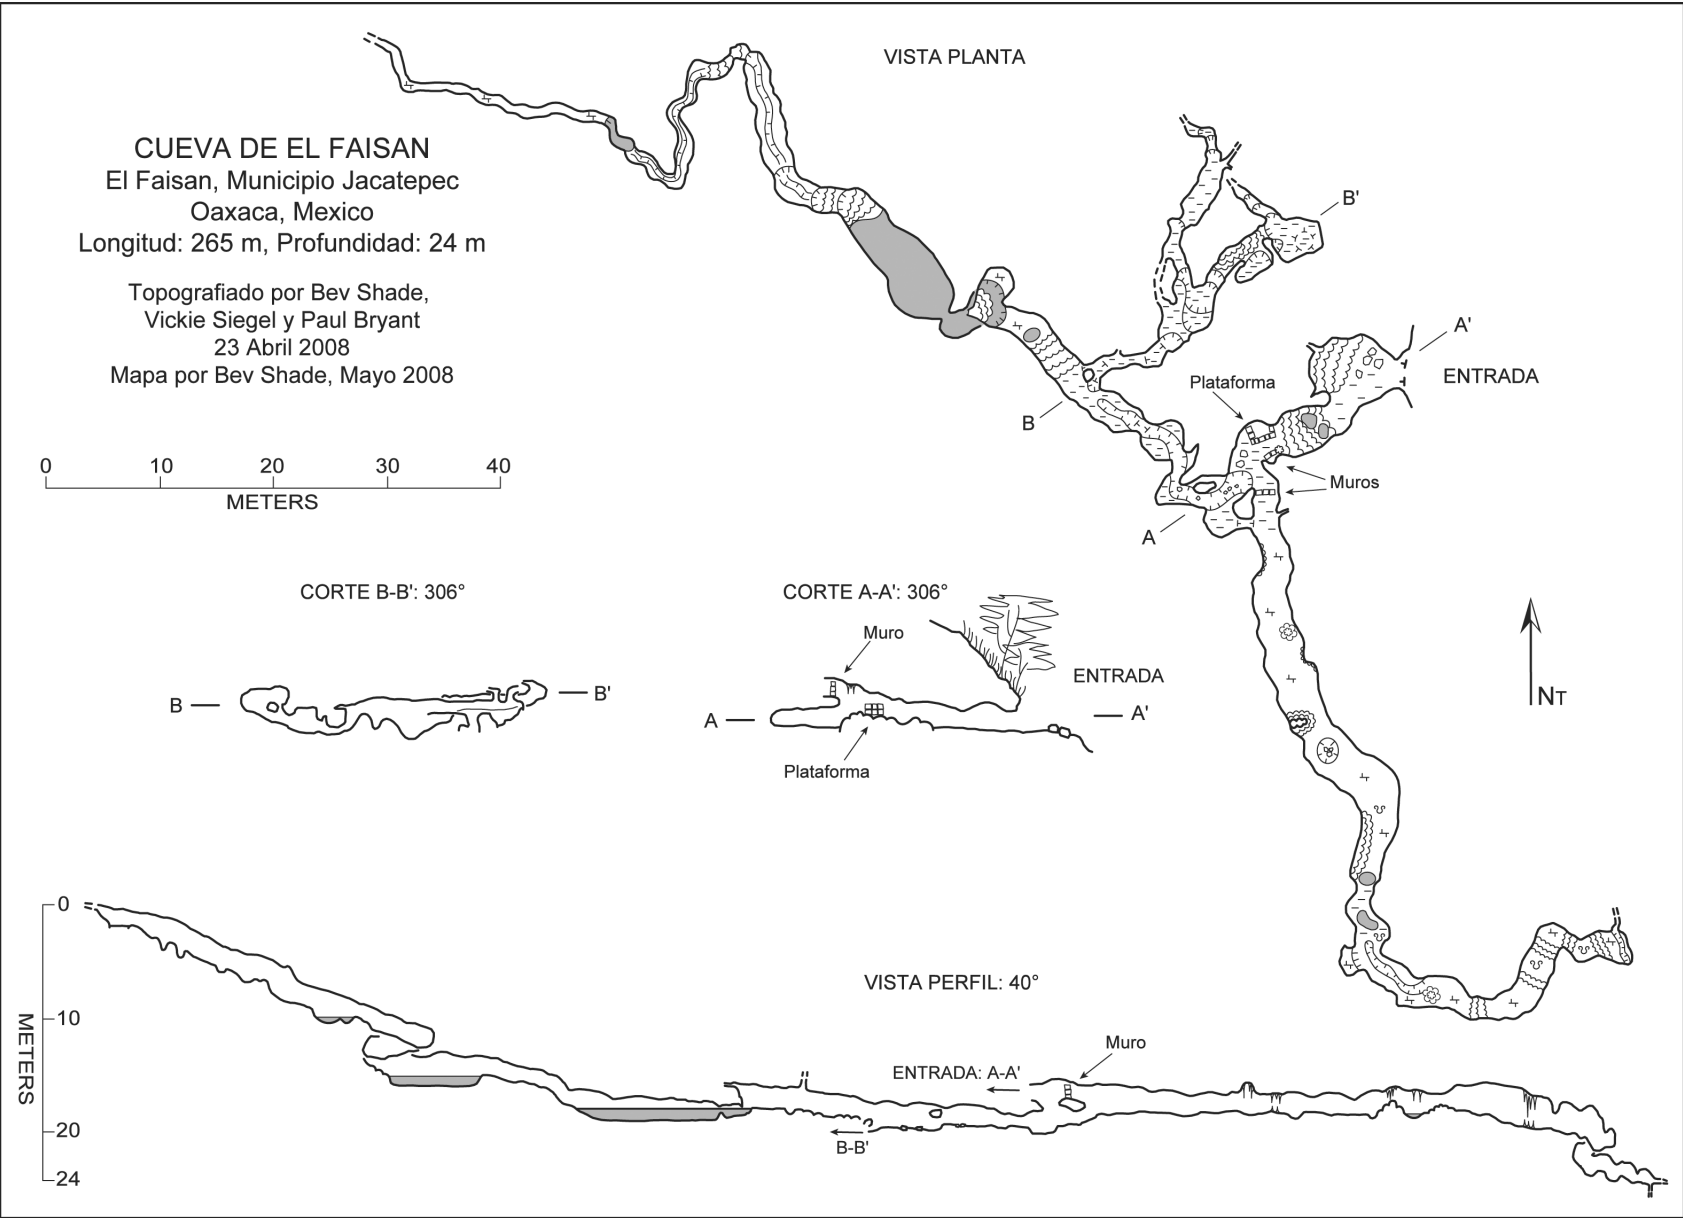 VISTA PLANTA
CUEVA DE EL FAISAN
El Faisan, Municipio Jacatepec
Oaxaca, Mexico
Longitud: 265 m, Profundidad: 24 m
Topografiado por Bev Shade,
Vickie Siegel y Paul Bryant
23 Abril 2008
Mapa por Bev Shade, Mayo 2008
0 10 20 30 40
METERS
B'
A'
ENTRADA
Plataforma
B
Muros
A
CORTE B-B': 306°
B
B'
CORTE A-A': 306°
Muro
ENTRADA
A
A'
Plataforma
NT
VISTA PERFIL: 40°
0
10
20
24
METERS
Muro
ENTRADA: A-A'
B-B'